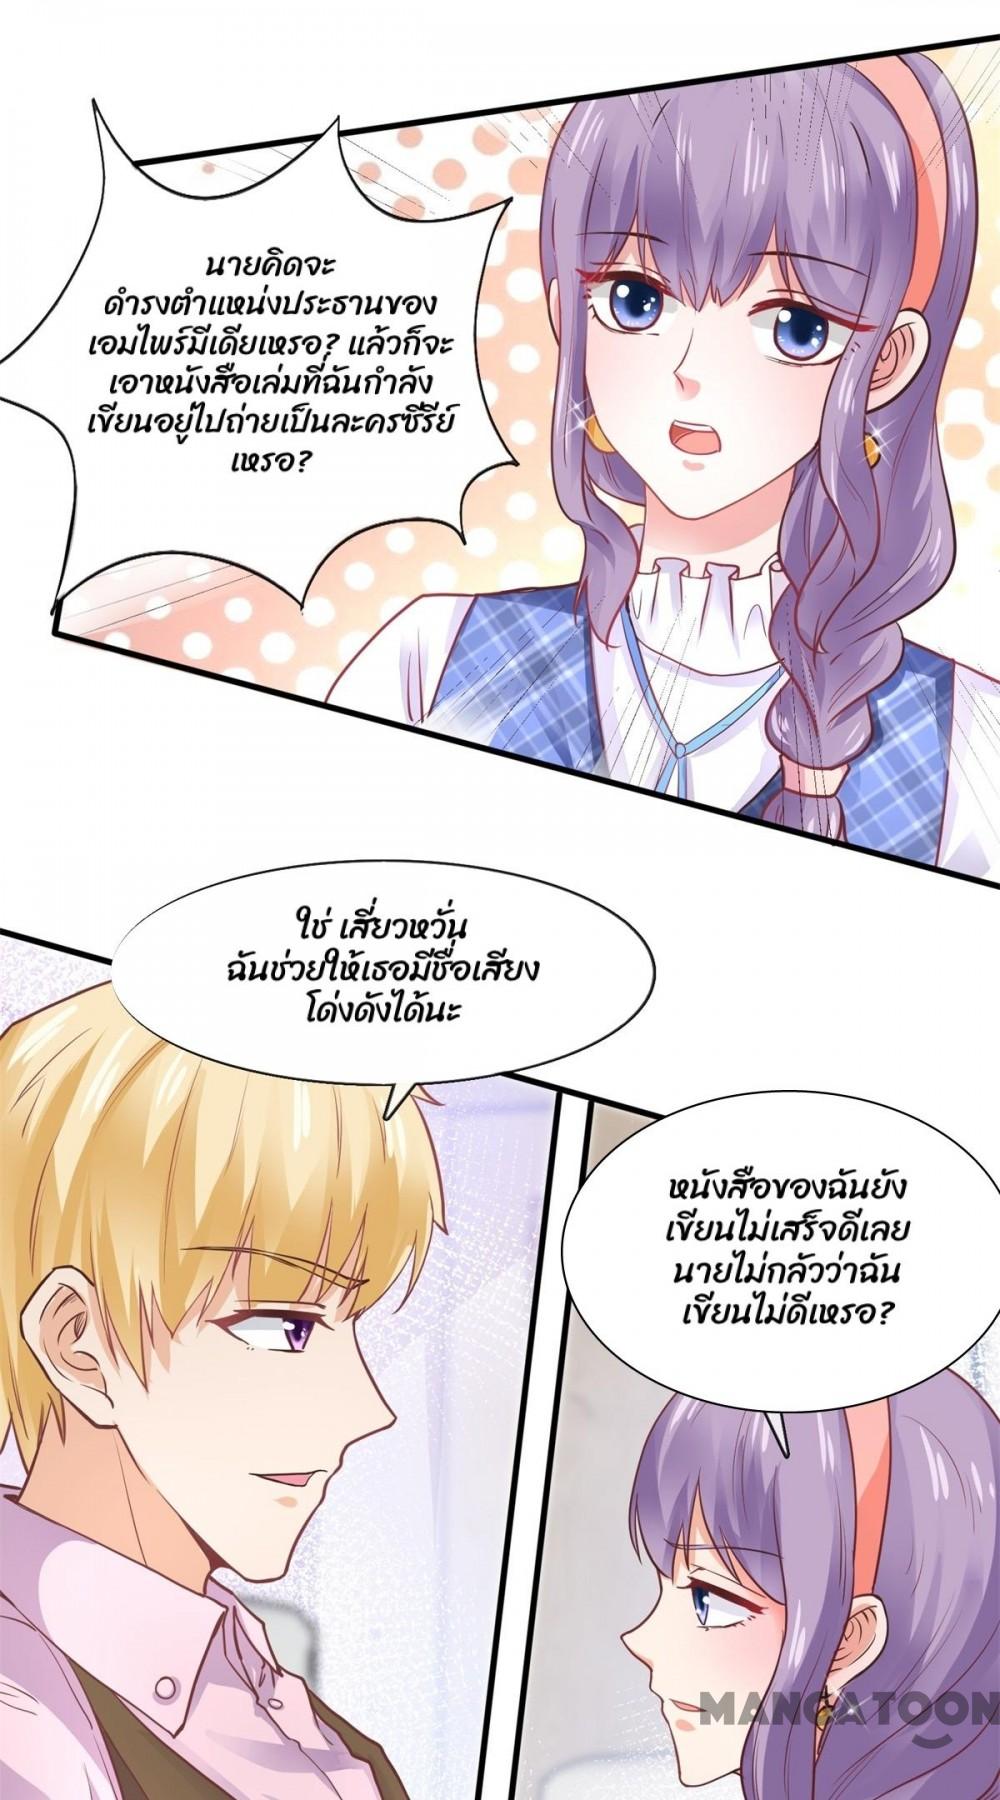 นายคิดจะ
ดำรงตำแหน่งประธานของ
เอมไพร์มีเดียเหรอ? แล้วก็จะ
เอาหนังสือเล่มที่ฉันกำลัง
เขียนอยู่ไปถ่ายเป็นละครซีรีย์
เหรอ?
ใช่ เสี่ยวหวั่น
ฉันช่วยให้เธอมีชื่อเสียง
โด่งดังได้นะ
หนังสือของฉันยัง
เขียนไม่เสร็จดีเลย
นายไม่กลัวว่าฉัน
เขียนไม่ดีเหรอ?
MANGATOON